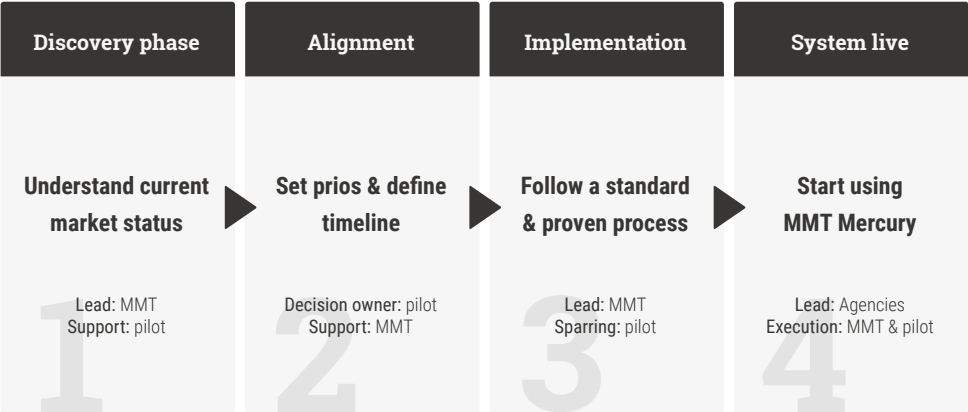 Discovery phase
Understand current
market status
Lead: MMT
Support: pilot
1
Alignment
Set prios & define
timeline
Decision owner: pilot
Support: MMT
2
Implementation
Follow a standard
& proven process
Lead: MMT
Sparring: pilot
3
System live
Start using
MMT Mercury
Lead: Agencies
Execution: MMT & pilot
4